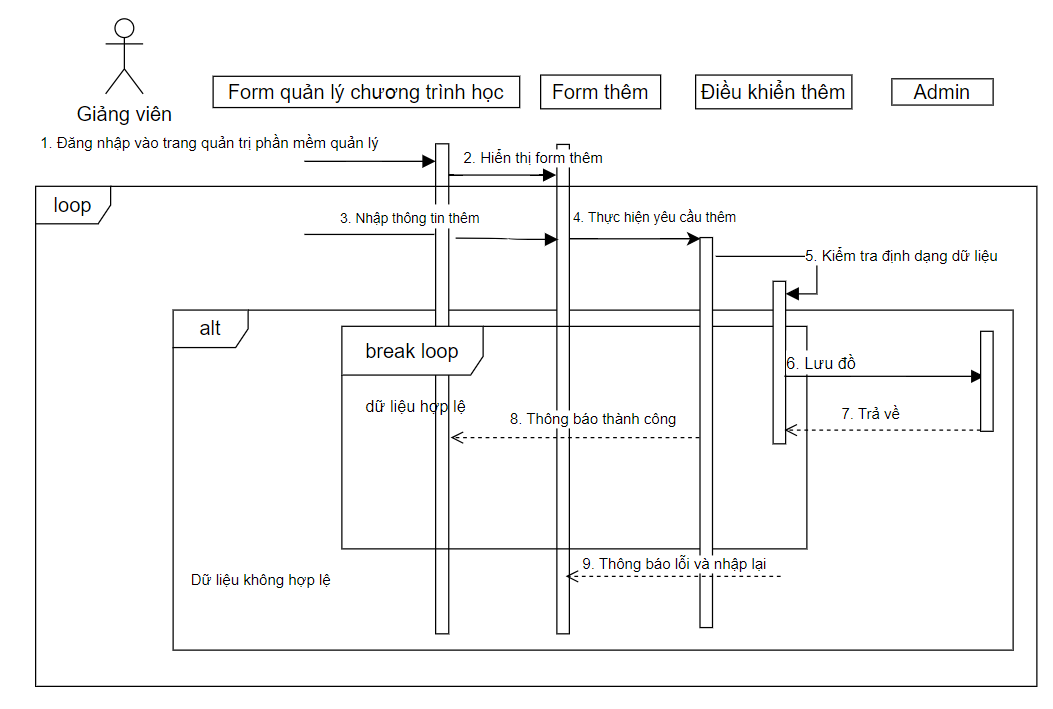 Giảng viên
Form quản lý chương trình học
Form thêm
Điều khiển thêm
Admin
1. Đăng nhập vào trang quản trị phần mềm quản lý
2. Hiển thị form thêm
loop
3. Nhập thông tin thêm
4. Thực hiện yêu cầu thêm
5. Kiểm tra định dạng dữ liệu
alt
break loop
6. Lưu đồ
dữ liệu hợp lệ
7. Trả về
8. Thông báo thành công
9. Thông báo lỗi và nhập lại
Dữ liệu không hợp lệ